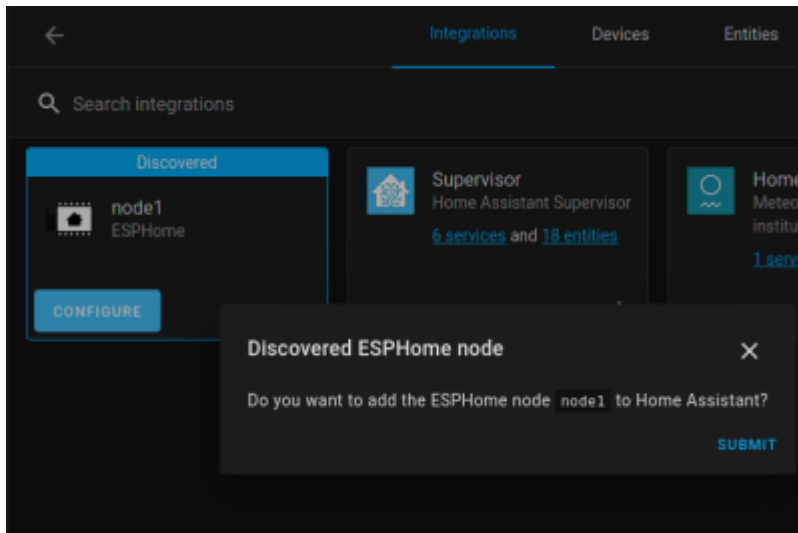 Integrations Devices Entities
Search integrations
Discovered
node1
ESPHome
CONFIGURE
Supervisor
Home Assistant Supervisor
6 services and 18 entities
Discovered ESPHome node
Do you want to add the ESPHome node node1 to Home Assistant?
SUBMIT